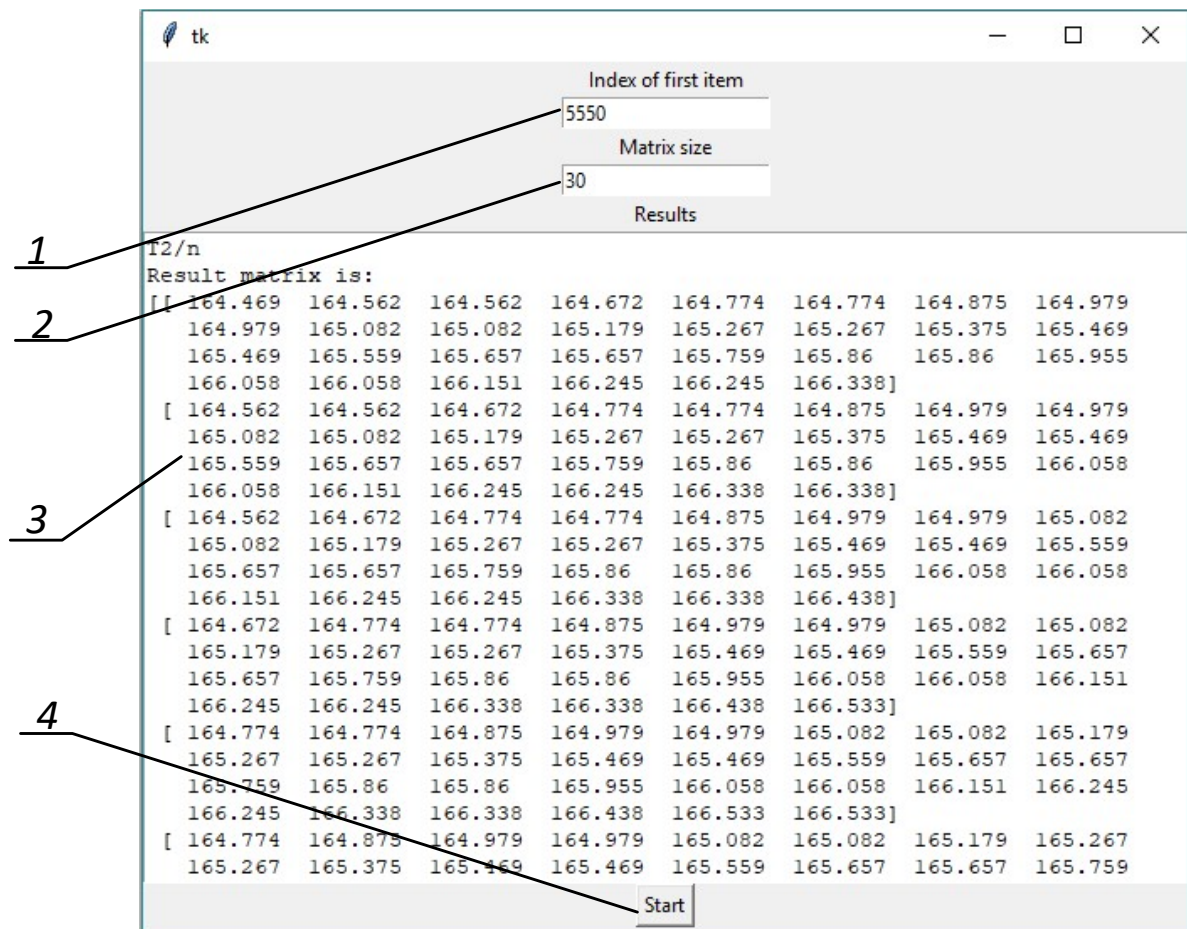 tk
Index of first item
5550
Matrix size
30
Results
1
T2/n
Result matrix is:
[[ 164.469 164.562 164.562 164.672 164.774 164.774 164.875 164.979
2
164.979 165.082 165.082 165.179 165.267 165.267 165.375 165.469
165.469 165.559 165.657 165.657 165.759 165.86 165.86 165.955
166.058 166.058 166.151 166.245 166.245 166.338]
[ 164.562 164.562 164.672 164.774 164.774 164.875 164.979 164.979
165.082 165.082 165.179 165.267 165.267 165.375 165.469 165.469
165.559 165.657 165.657 165.759 165.86 165.86 165.955 166.058
166.058 166.151 166.245 166.245 166.338 166.338]
3
[ 164.562 164.672 164.774 164.774 164.875 164.979 164.979 165.082
165.082 165.179 165.267 165.267 165.375 165.469 165.469 165.559
165.657 165.657 165.759 165.86 165.86 165.955 166.058 166.058
166.151 166.245 166.245 166.338 166.338 166.438]
[ 164.672 164.774 164.774 164.875 164.979 164.979 165.082 165.082
165.179 165.267 165.267 165.375 165.469 165.469 165.559 165.657
165.657 165.759 165.86 165.86 165.955 166.058 166.058 166.151
4
166.245 166.245 166.338 166.338 166.438 166.533]
[ 164.774 164.774 164.875 164.979 164.979 165.082 165.082 165.179
165.267 165.267 165.375 165.469 165.469 165.559 165.657 165.657
165.759 165.86 165.86 165.955 166.058 166.058 166.151 166.245
166.245 166.338 166.338 166.438 166.533 166.533]
[ 164.774 164.875 164.979 164.979 165.082 165.082 165.179 165.267
165.267 165.375 165.469 165.469 165.559 165.657 165.657 165.759
Start